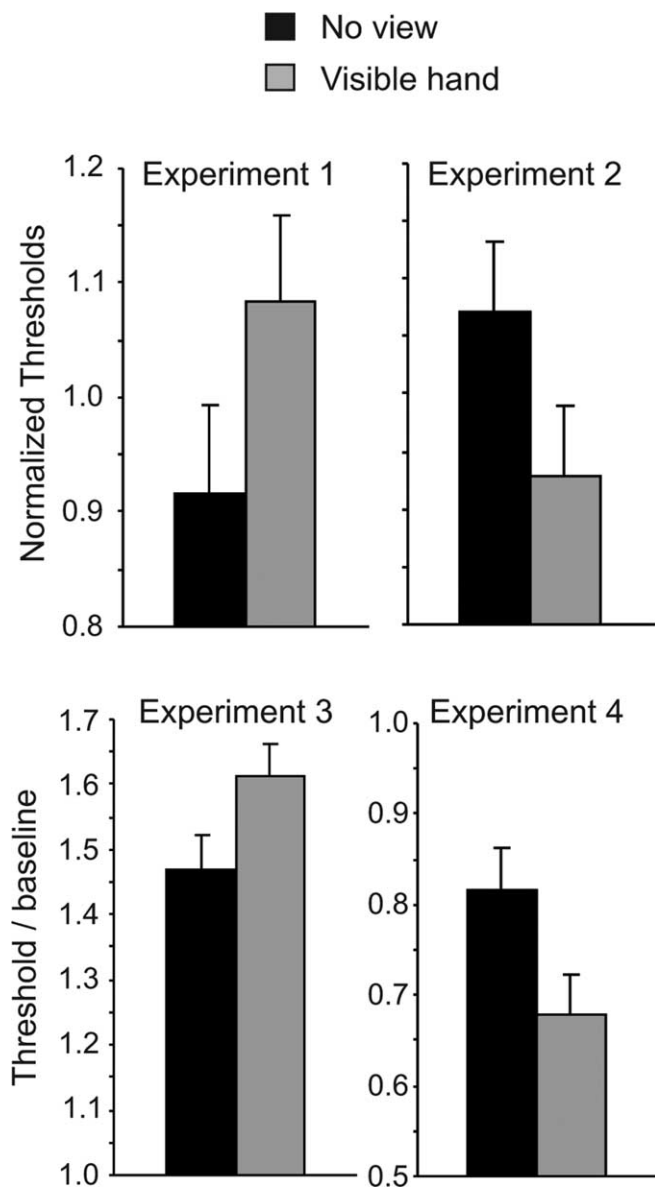 No view
Visible hand
Experiment 1
Experiment 2
Normalized Thresholds
1.2
1.1
1.0
0.9
0.8
Experiment 3
Experiment 4
Threshold / baseline
1.7
1.6
1.5
1.4
1.3
1.2
1.1
1.0
1.0
0.9
0.8
0.7
0.6
0.5